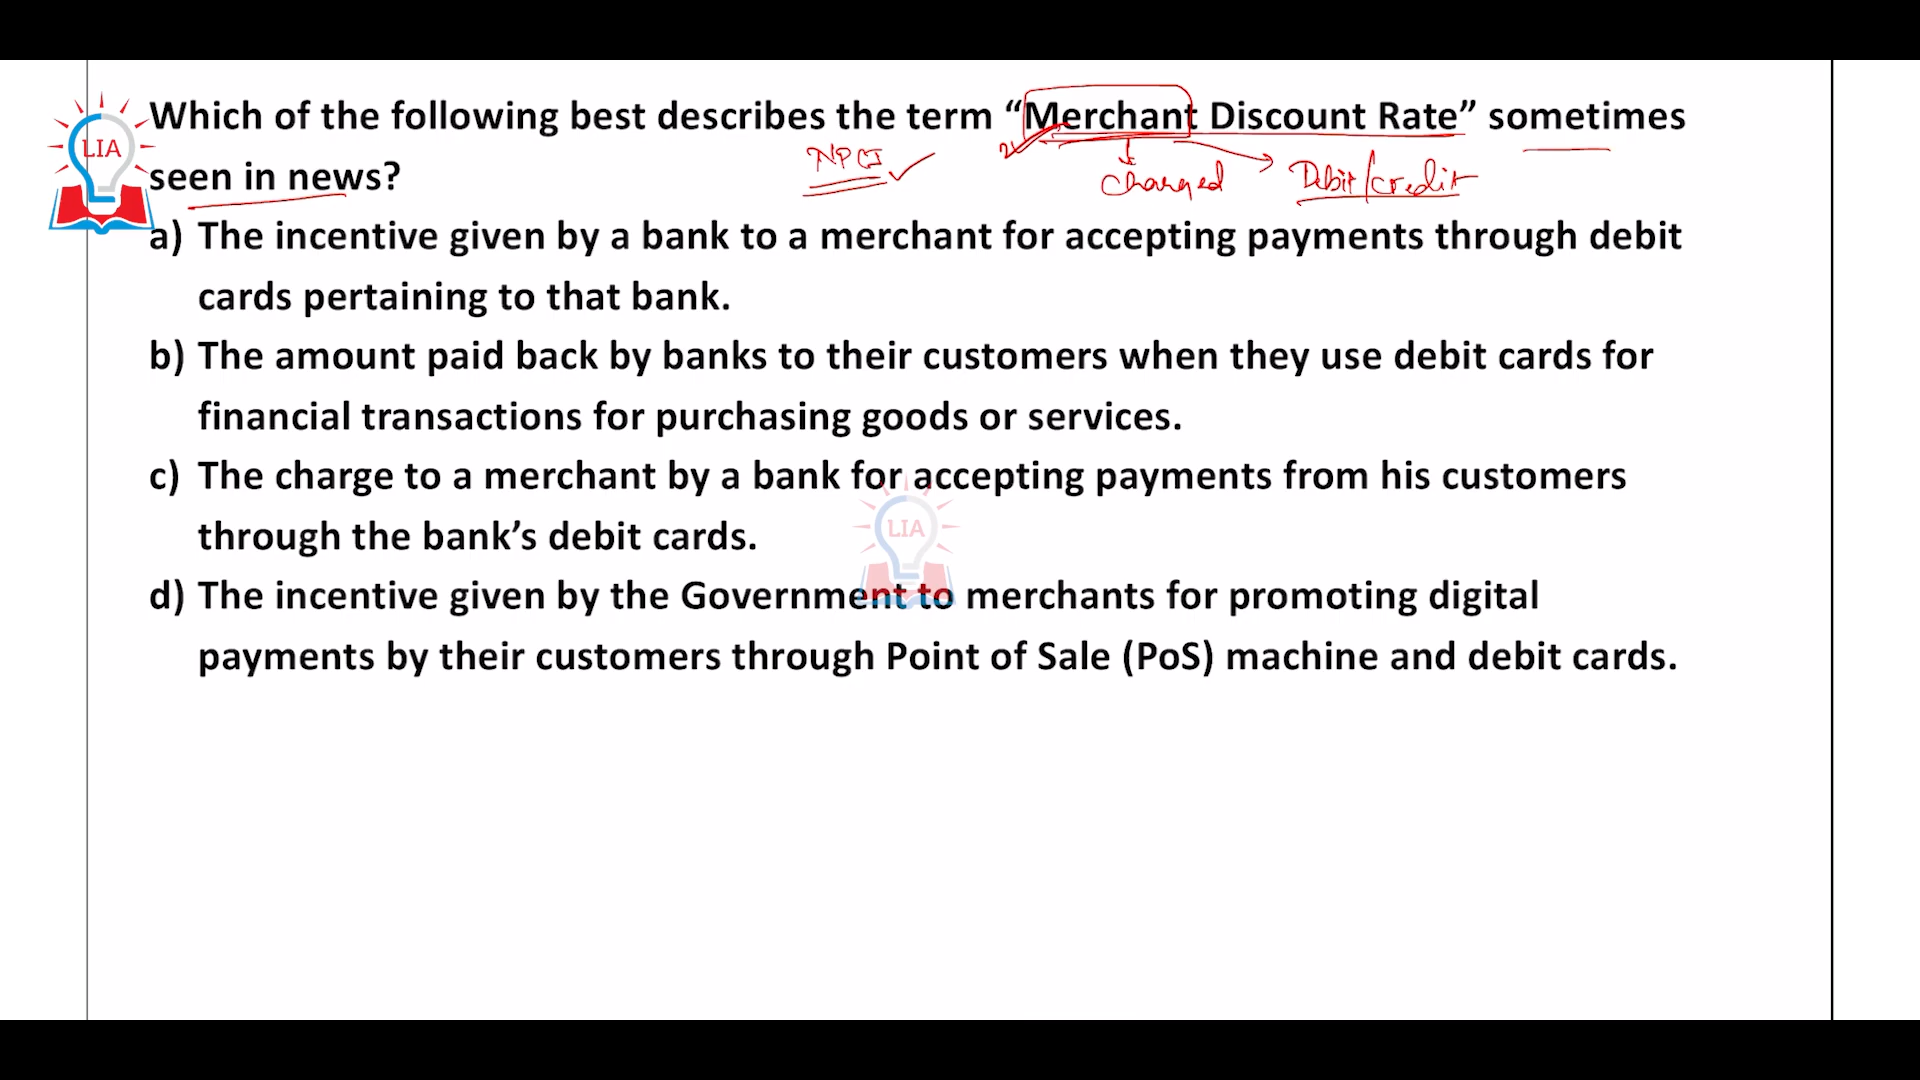 Which of the following best describes the term “Merchant Discount Rate” sometimes
seen in news?
NPCI
charged
Debit/credit
LIA
a) The incentive given by a bank to a merchant for accepting payments through debit
cards pertaining to that bank.
b) The amount paid back by banks to their customers when they use debit cards for
financial transactions for purchasing goods or services.
c) The charge to a merchant by a bank for accepting payments from his customers
through the bank’s debit cards.
LIA
d) The incentive given by the Government to merchants for promoting digital
payments by their customers through Point of Sale (PoS) machine and debit cards.